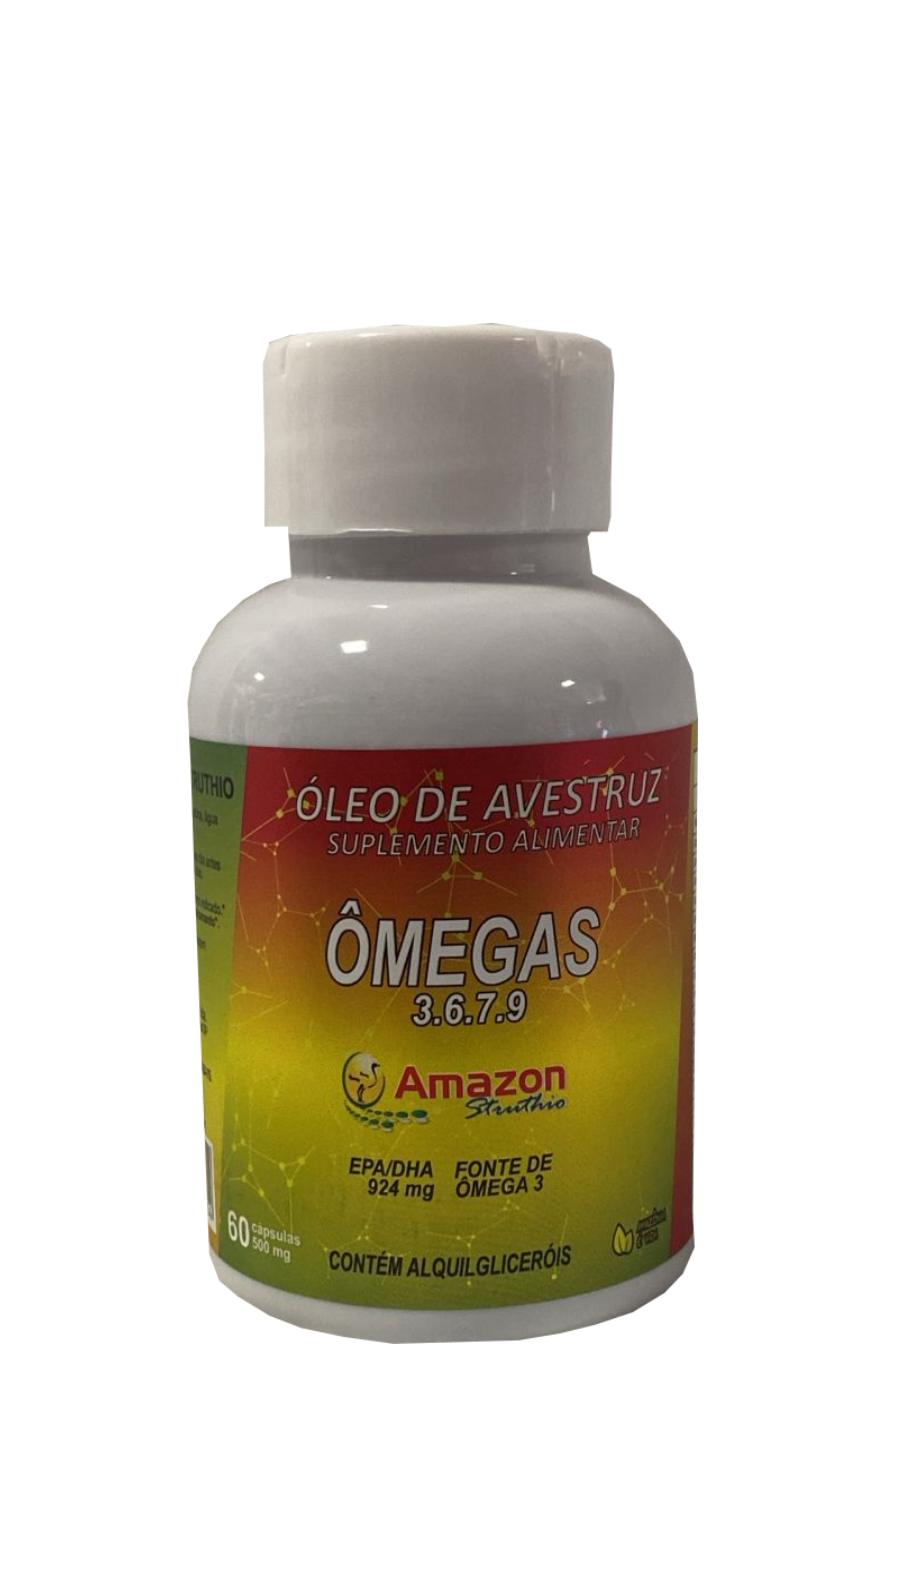 ÓLEO DE AVESTRUZ
SUPLEMENTO ALIMENTAR
ÔMEGAS
3.6.7.9
Amazon
Struthio
EPA/DHA FONTE DE
924 mg ÔMEGA 3
60 cápsulas
500 mg
CONTÉM ALQUILGLICERÓIS
RUTHIO